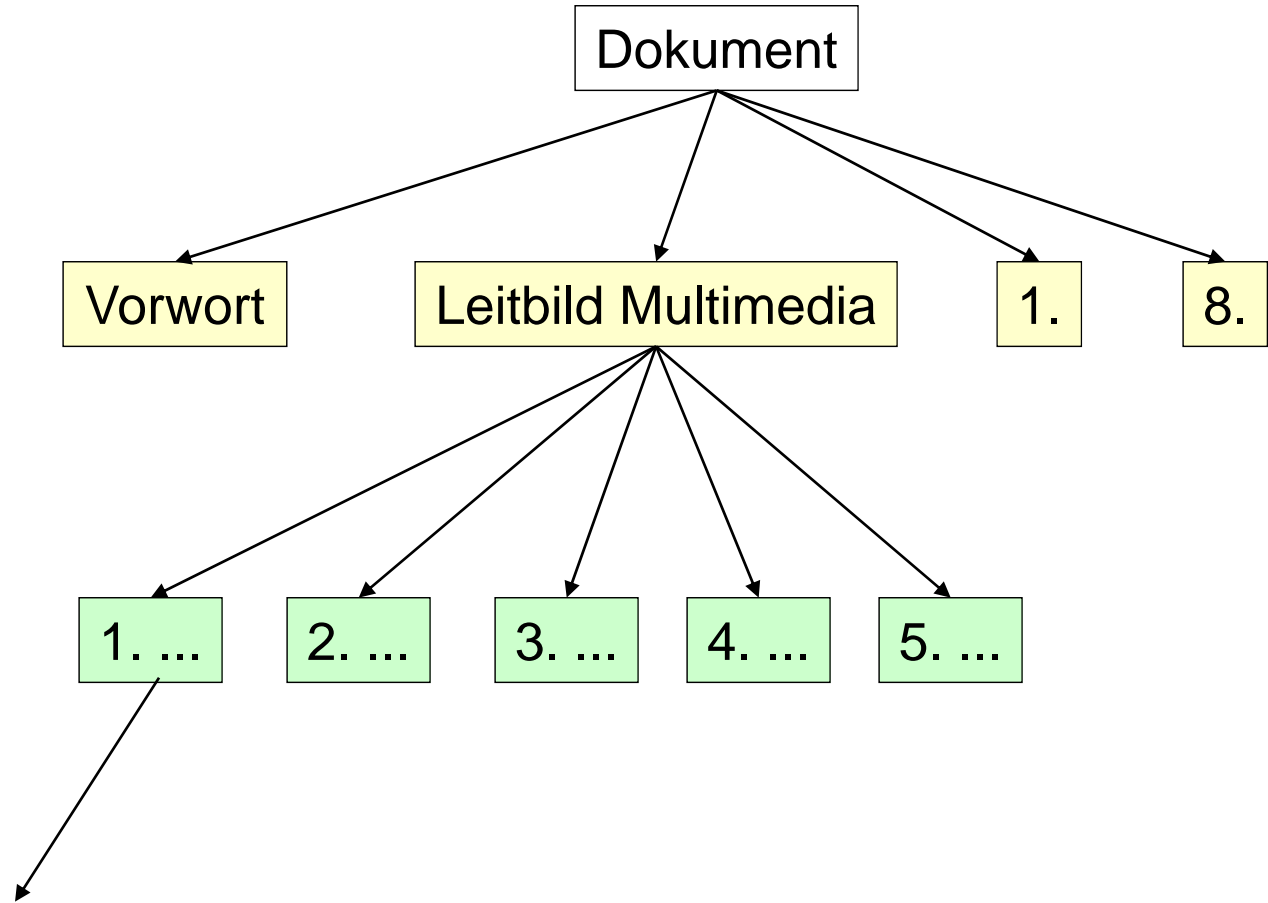 Dokument
Vorwort
Leitbild Multimedia
1.
8.
1. ...
2. ...
3. ...
4. ...
5. ...